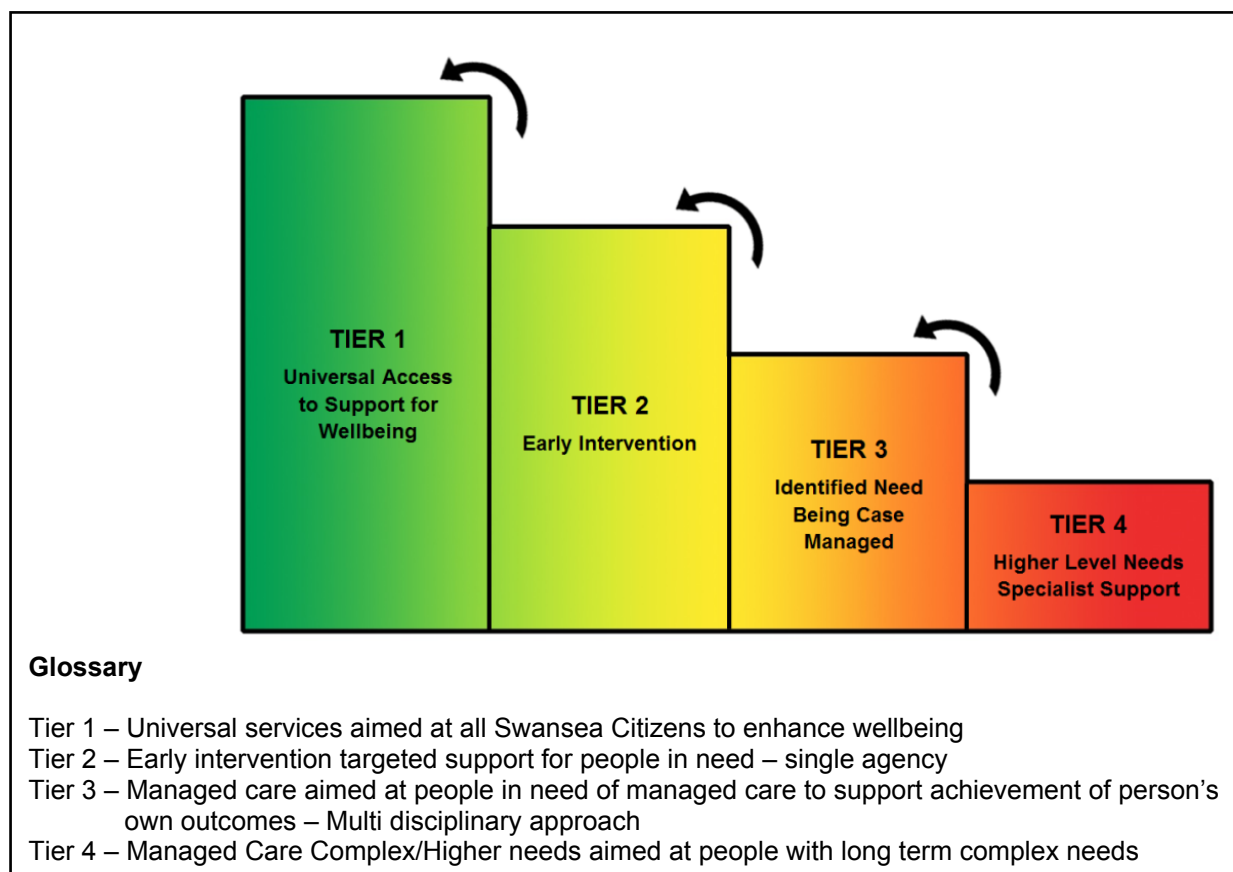 TIER 1
Universal Access
to Support for
Wellbeing
TIER 2
Early Intervention
TIER 3
Identified Need
Being Case
Managed
TIER 4
Higher Level Needs
Specialist Support
Glossary
Tier 1 – Universal services aimed at all Swansea Citizens to enhance wellbeing
Tier 2 – Early intervention targeted support for people in need – single agency
Tier 3 – Managed care aimed at people in need of managed care to support achievement of person's
own outcomes – Multi disciplinary approach
Tier 4 – Managed Care Complex/Higher needs aimed at people with long term complex needs